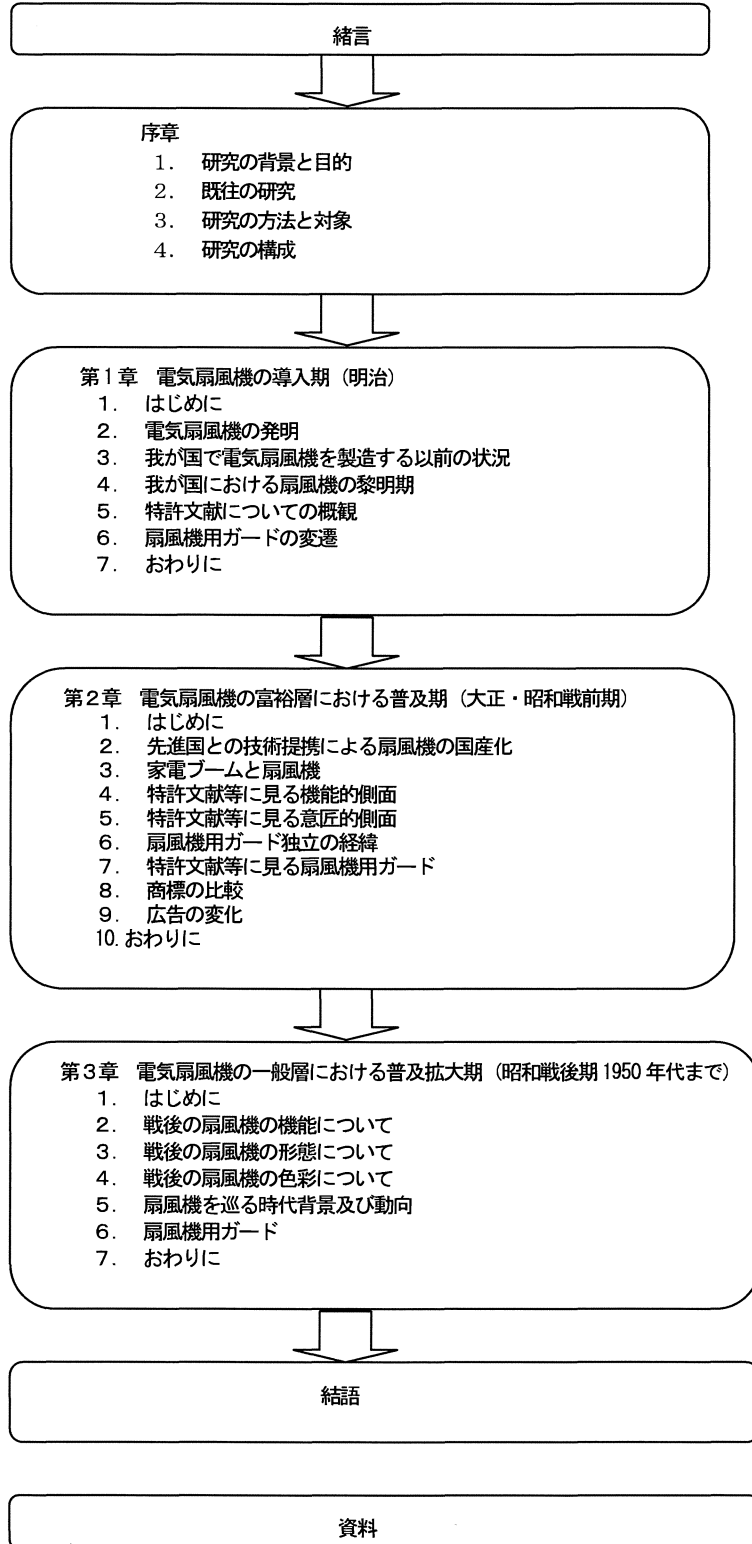 緒言
序章
1. 研究の背景と目的
2. 既往の研究
3. 研究の方法と対象
4. 研究の構成
第1章 電気扇風機の導入期（明治）
1. はじめに
2. 電気扇風機の発明
3. 我が国で電気扇風機を製造する以前の状況
4. 我が国における扇風機の黎明期
5. 特許文献についての概観
6. 扇風機用ガードの変遷
7. おわりに
第2章 電気扇風機の富裕層における普及期（大正・昭和戦前期）
1. はじめに
2. 先進国との技術提携による扇風機の国産化
3. 家電ブームと扇風機
4. 特許文献等に見る機能的側面
5. 特許文献等に見る意匠的側面
6. 扇風機用ガード独立の経緯
7. 特許文献等に見る扇風機用ガード
8. 商標の比較
9. 広告の変化
10. おわりに
第3章 電気扇風機の一般層における普及拡大期（昭和戦後期1950年代まで）
1. はじめに
2. 戦後の扇風機の機能について
3. 戦後の扇風機の形態について
4. 戦後の扇風機の色彩について
5. 扇風機を巡る時代背景及び動向
6. 扇風機用ガード
7. おわりに
結語
資料